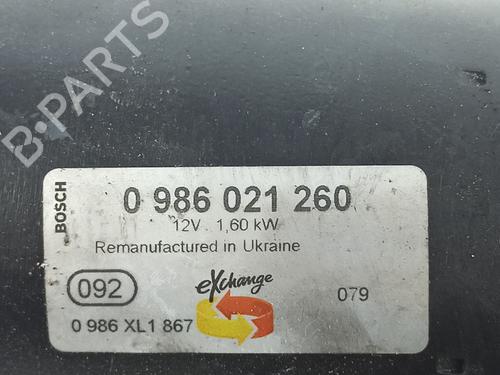 B-PARTS
BOSCH
0 986 021 260
12V 1,60 kW
Remanufactured in Ukraine
092
eXchange
079
0 986 XL1 867